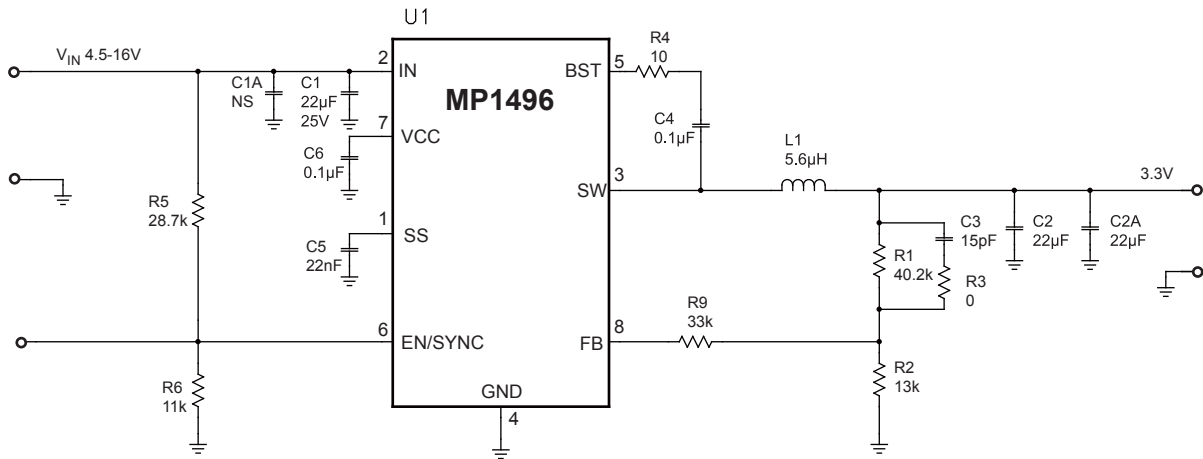 U1
V_IN 4.5-16V
2
IN
C1A
NS
C1
22µF
25V
7
VCC
C6
0.1µF
1
SS
C5
22nF
R5
28.7k
6
EN/SYNC
R6
11k
MP1496
GND
4
BST
5
R4
10
C4
0.1µF
SW
3
L1
5.6µH
3.3V
C3
15pF
C2
22µF
C2A
22µF
R1
40.2k
R3
0
FB
8
R9
33k
R2
13k